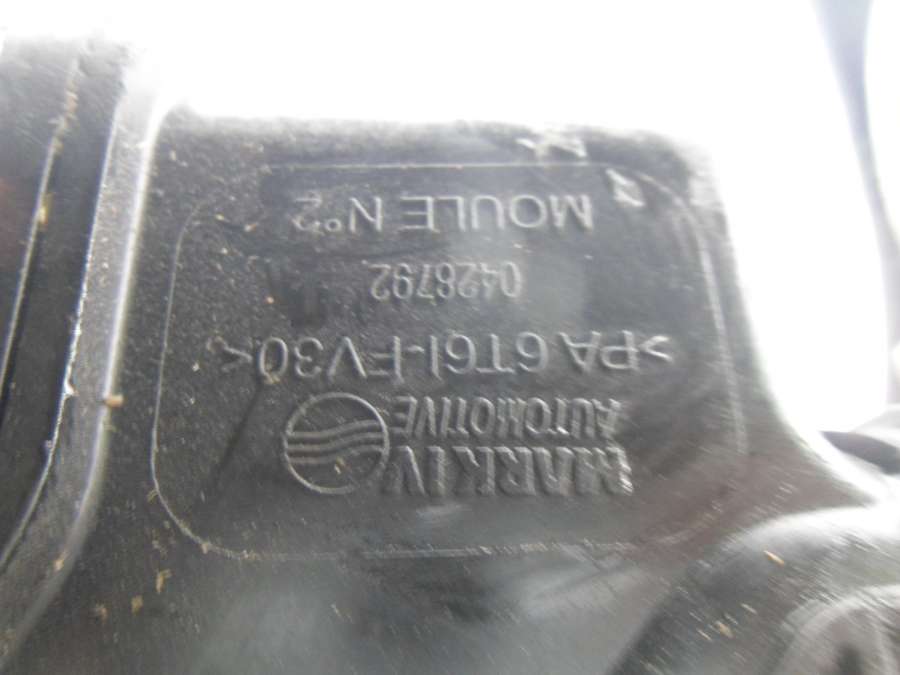 MARK IV
AUTOMOTIVE
>PA 6T6I-FV30<
0428792
MOULE N°2